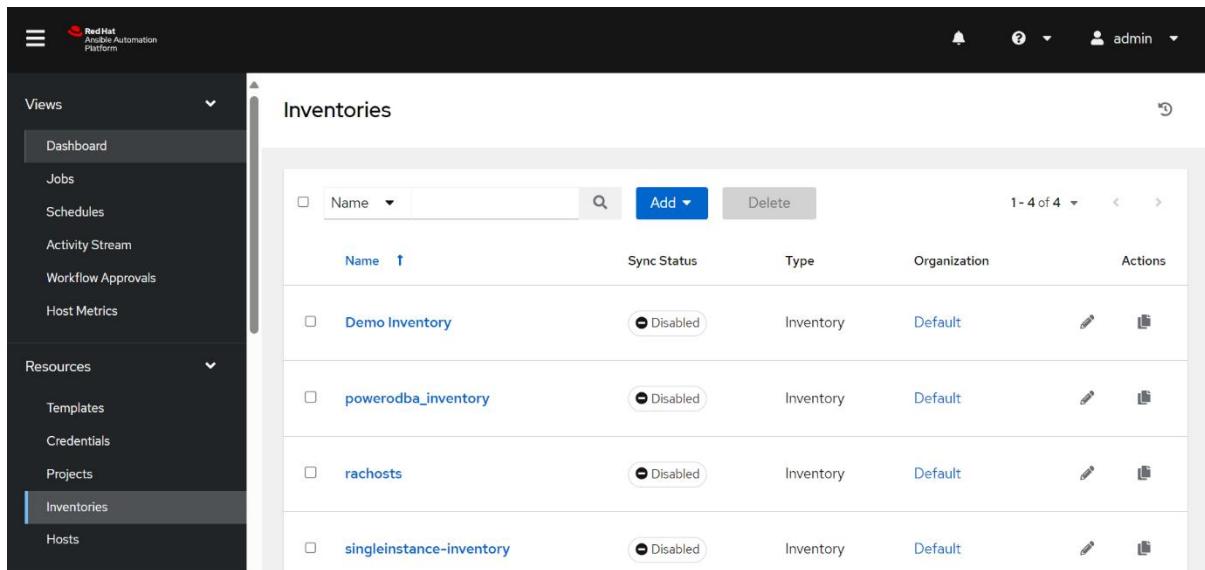 Red Hat
Ansible Automation
Platform
admin
Views
Dashboard
Jobs
Schedules
Activity Stream
Workflow Approvals
Host Metrics
Resources
Templates
Credentials
Projects
Inventories
Hosts
Inventories
Name Add Delete 1 - 4 of 4
Name Sync Status Type Organization Actions
Demo Inventory Disabled Inventory Default
powerodba_inventory Disabled Inventory Default
rachosts Disabled Inventory Default
singleinstance-inventory Disabled Inventory Default